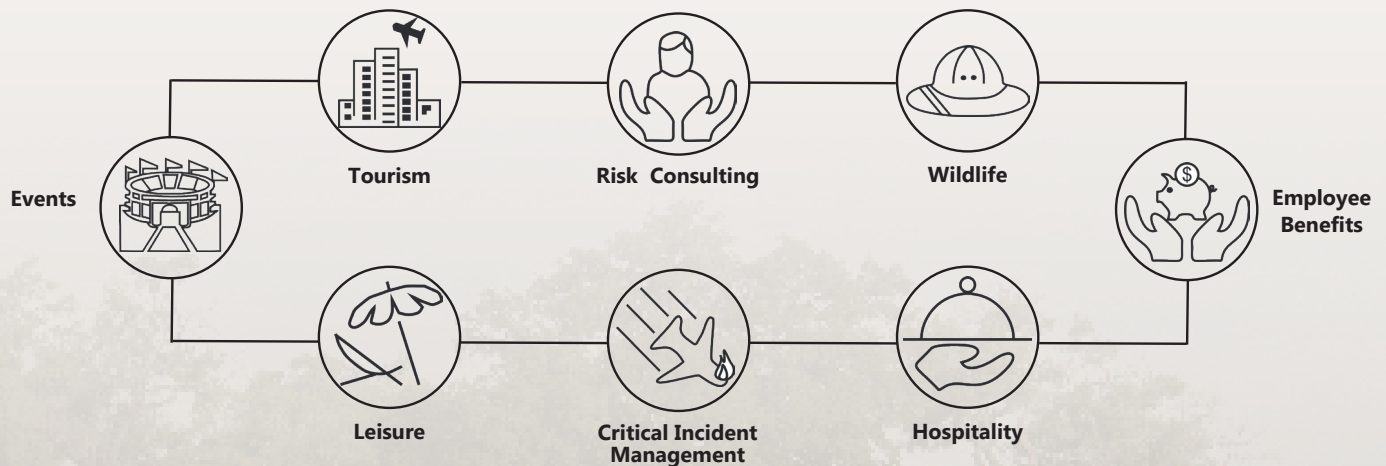 Tourism
Risk Consulting
Wildlife
Events
$
Employee
Benefits
Leisure
Critical Incident
Management
Hospitality